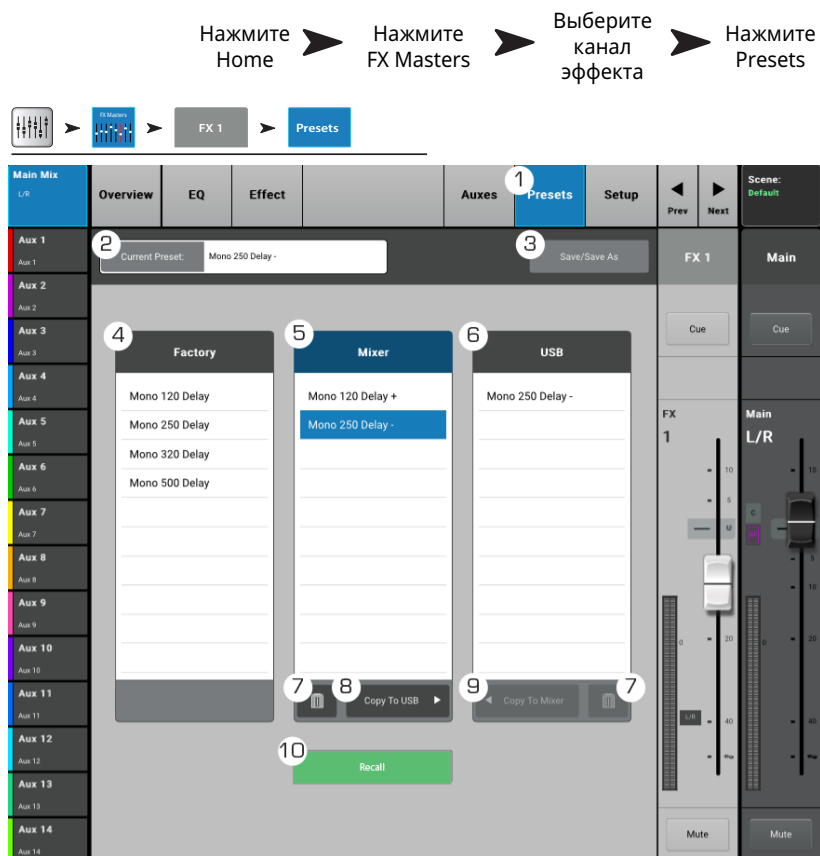 Нажмите Home
Нажмите FX Masters
Выберите канал эффекта
Нажмите Presets
FX Masters
FX 1
Presets
Main Mix
L/R
Overview
EQ
Effect
Auxes
1
Presets
Setup
Prev
Next
Scene:
Default
Aux 1
Aux 1
Aux 2
Aux 2
Aux 3
Aux 3
Aux 4
Aux 4
Aux 5
Aux 5
Aux 6
Aux 6
Aux 7
Aux 7
Aux 8
Aux 8
Aux 9
Aux 9
Aux 10
Aux 10
Aux 11
Aux 11
Aux 12
Aux 12
Aux 13
Aux 13
Aux 14
Aux 14
2
Current Preset:
Mono 250 Delay -
3
Save/Save As
4
Factory
Mono 120 Delay
Mono 250 Delay
Mono 320 Delay
Mono 500 Delay
5
Mixer
Mono 120 Delay +
Mono 250 Delay -
7
8
Copy To USB
6
USB
Mono 250 Delay -
9
Copy To Mixer
7
10
Recall
FX 1
Cue
FX
1
10
5
U
0
20
L/R
40
∞
Mute
Main
Cue
Main
L/R
10
C
M
5
10
0
20
40
∞
Mute